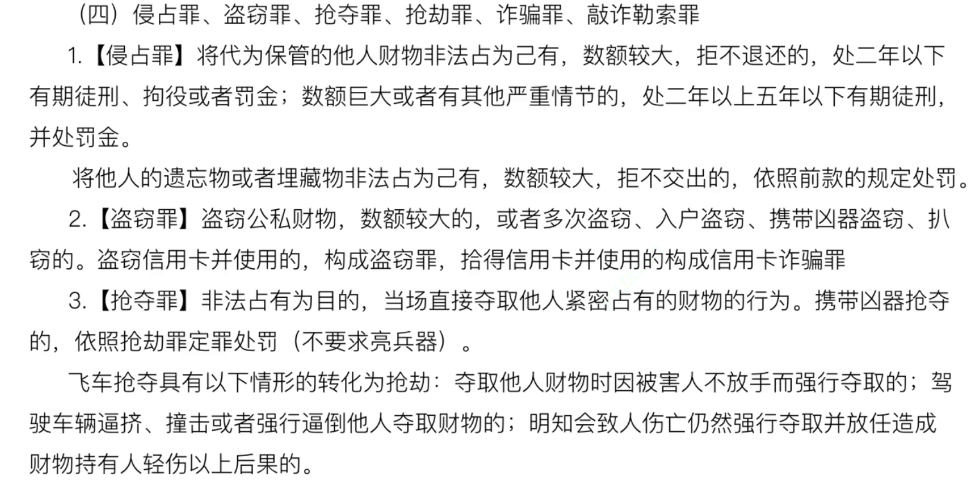 （四）侵占罪、盗窃罪、抢夺罪、抢劫罪、诈骗罪、敲诈勒索罪
1.【侵占罪】将代为保管的他人财物非法占为己有，数额较大，拒不退还的，处二年以下
有期徒刑、拘役或者罚金；数额巨大或者有其他严重情节的，处二年以上五年以下有期徒刑，
并处罚金。
将他人的遗忘物或者埋藏物非法占为己有，数额较大，拒不交出的，依照前款的规定处罚。
2.【盗窃罪】盗窃公私财物，数额较大的，或者多次盗窃、入户盗窃、携带凶器盗窃、扒
窃的。盗窃信用卡并使用的，构成盗窃罪，拾得信用卡并使用的构成信用卡诈骗罪
3.【抢夺罪】非法占有为目的，当场直接夺取他人紧密占有的财物的行为。携带凶器抢夺
的，依照抢劫罪定罪处罚（不要求亮兵器）。
飞车抢夺具有以下情形的转化为抢劫：夺取他人财物时因被害人不放手而强行夺取的；驾
驶车辆逼挤、撞击或者强行逼倒他人夺取财物的；明知会致人伤亡仍然强行夺取并放任造成
财物持有人轻伤以上后果的。